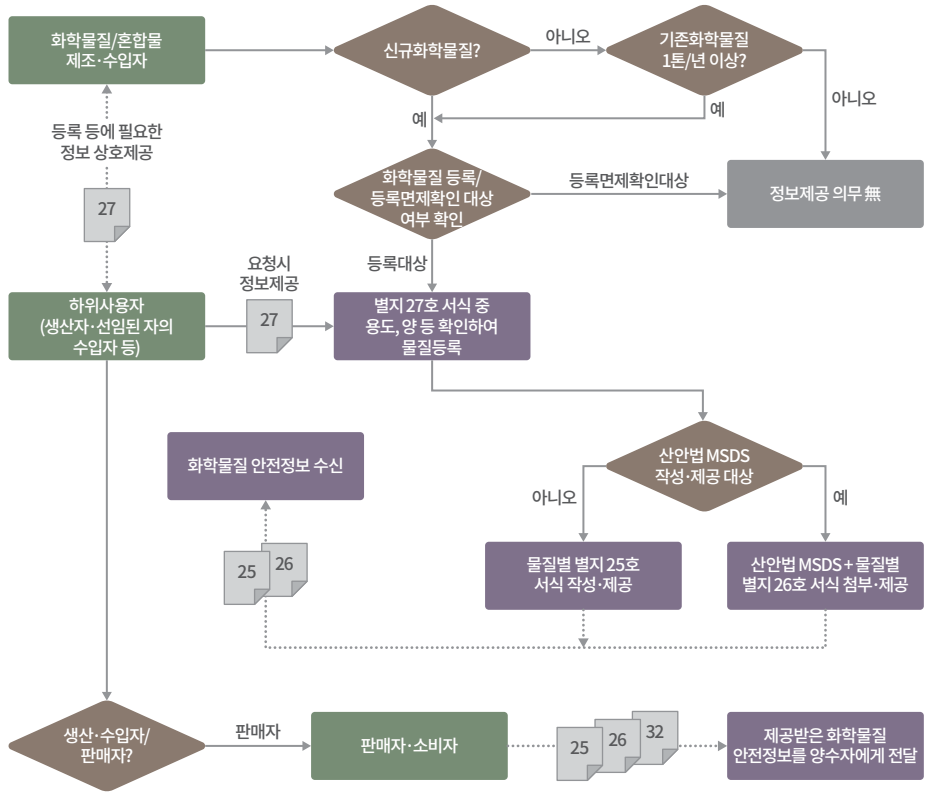 화학물질/혼합물
제조·수입자
신규화학물질?
아니오
기존화학물질
1톤/년 이상?
아니오
예
예
등록 등에 필요한
정보 상호제공
27
화학물질 등록/
등록면제확인 대상
여부 확인
등록면제확인대상
정보제공 의무 無
등록대상
하위사용자
(생산자·선임된 자의
수입자 등)
요청시
정보제공
27
별지 27호 서식 중
용도, 양 등 확인하여
물질등록
화학물질 안전정보 수신
산안법 MSDS
작성·제공 대상
아니오
예
25
26
물질별 별지 25호
서식 작성·제공
산안법 MSDS + 물질별
별지 26호 서식 첨부·제공
생산·수입자/
판매자?
판매자
판매자·소비자
25
26
32
제공받은 화학물질
안전정보를 양수자에게 전달